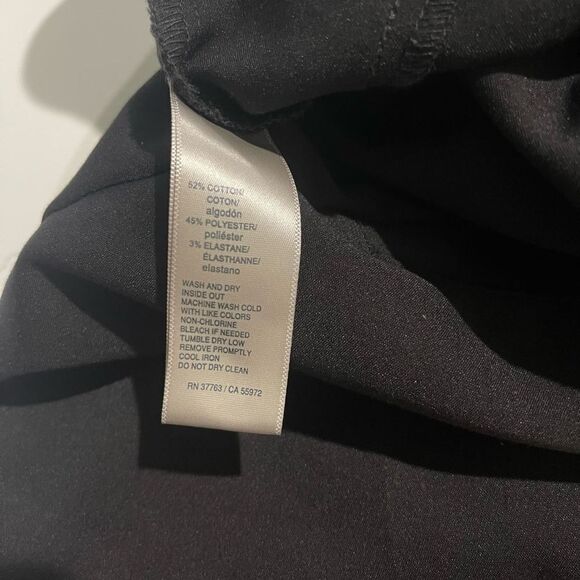 52% COTTON/
COTON/
algodón
45% POLYESTER/
poliéster
3% ELASTANE/
ÉLASTHANNE/
elastano
WASH AND DRY
INSIDE OUT
MACHINE WASH COLD
WITH LIKE COLORS
NON-CHLORINE
BLEACH IF NEEDED
TUMBLE DRY LOW
REMOVE PROMPTLY
COOL IRON
DO NOT DRY CLEAN
RN 37763 / CA 55972